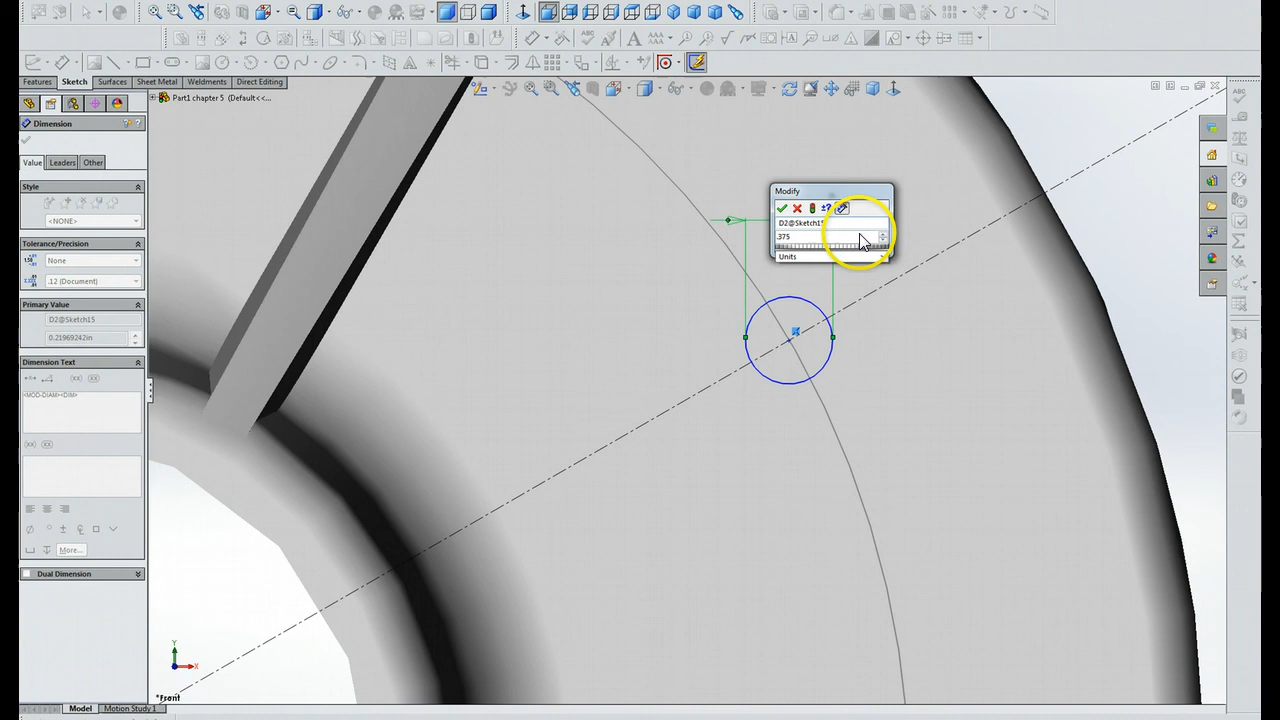 Features Sketch Surfaces Sheet Metal Weldments Direct Editing
Part1 chapter 5 (Default<<...
Dimension
Value Leaders Other
Style
<NONE>
Tolerance/Precision
None
.12 (Document)
Primary Value
D2@Sketch15
0.21969242in
Dimension Text
<MOD-DIAM><DIM>
More...
Dual Dimension
Modify
D2@Sketch15
.375
Units
Y
X
*Front
Model Motion Study 1